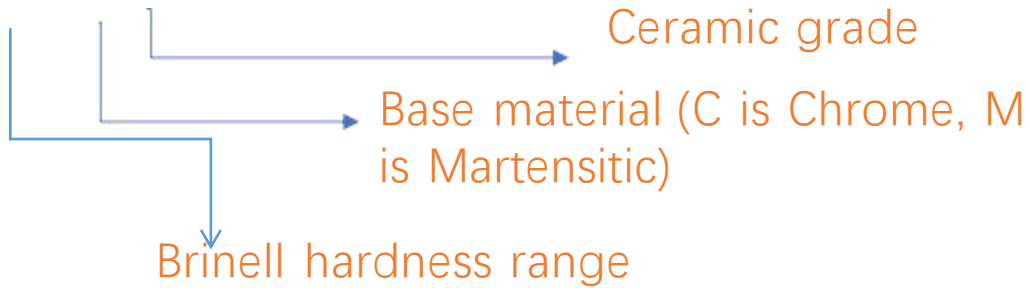 Ceramic grade
Base material (C is Chrome, M
is Martensitic)
Brinell hardness range